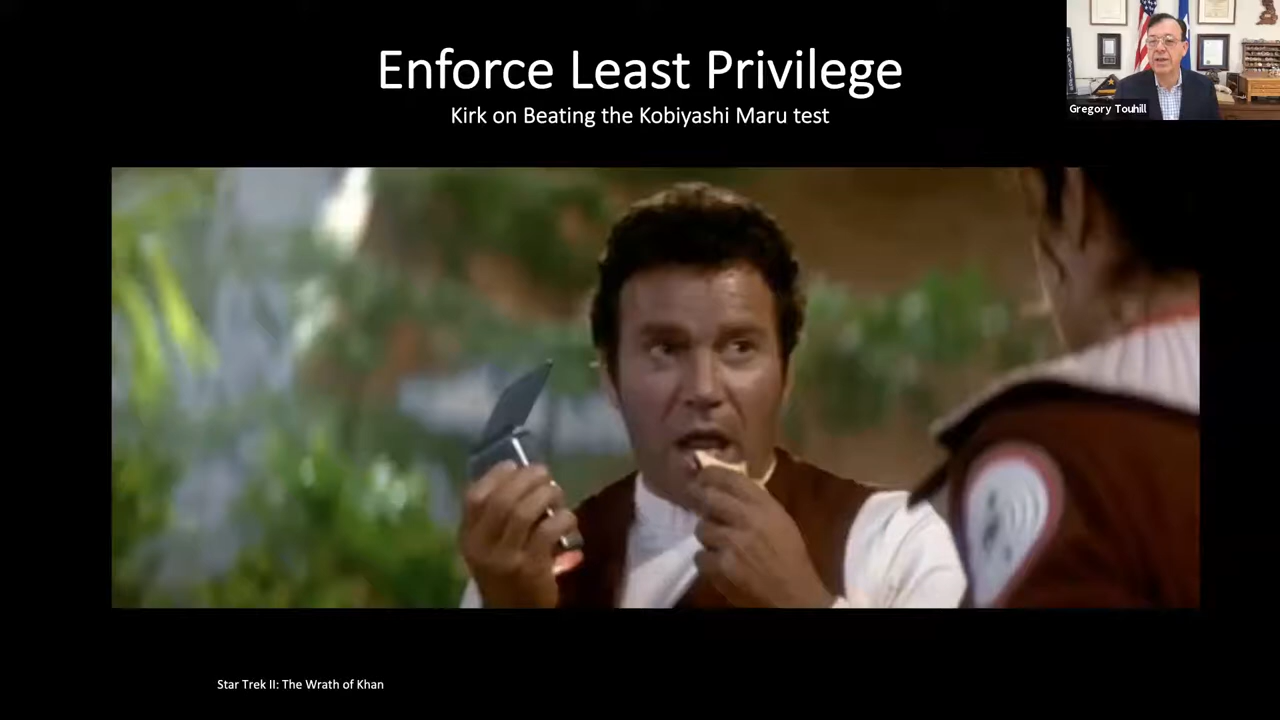 Enforce Least Privilege
Kirk on Beating the Kobiyashi Maru test
Gregory Touhill
Star Trek II: The Wrath of Khan